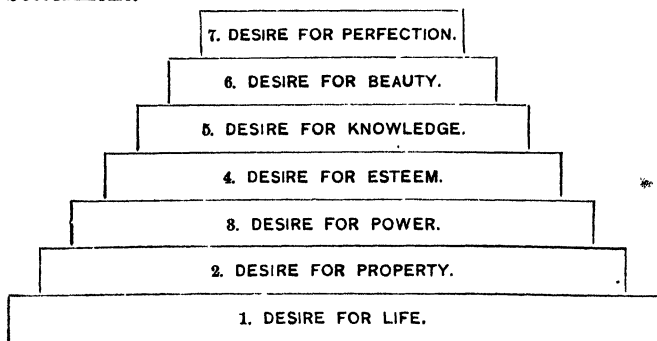 7. DESIRE FOR PERFECTION.
6. DESIRE FOR BEAUTY.
5. DESIRE FOR KNOWLEDGE.
4. DESIRE FOR ESTEEM.
3. DESIRE FOR POWER.
2. DESIRE FOR PROPERTY.
1. DESIRE FOR LIFE.